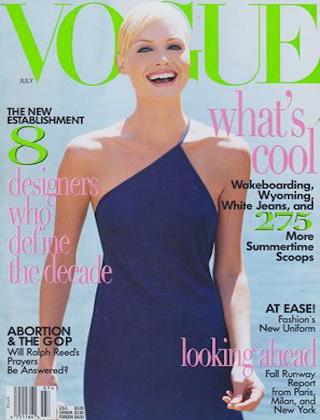 VOGUE
JULY
THE NEW
ESTABLISHMENT
8
designers
who
define
the decade
ABORTION
& THE GOP
Will Ralph Reed's
Prayers
Be Answered?
what's
cool
Wakeboarding,
Wyoming,
White Jeans, and
275
More
Summertime
Scoops
AT EASE!
Fashion's
New Uniform
looking ahead
Fall Runway
Report
from Paris,
Milan, and
New York